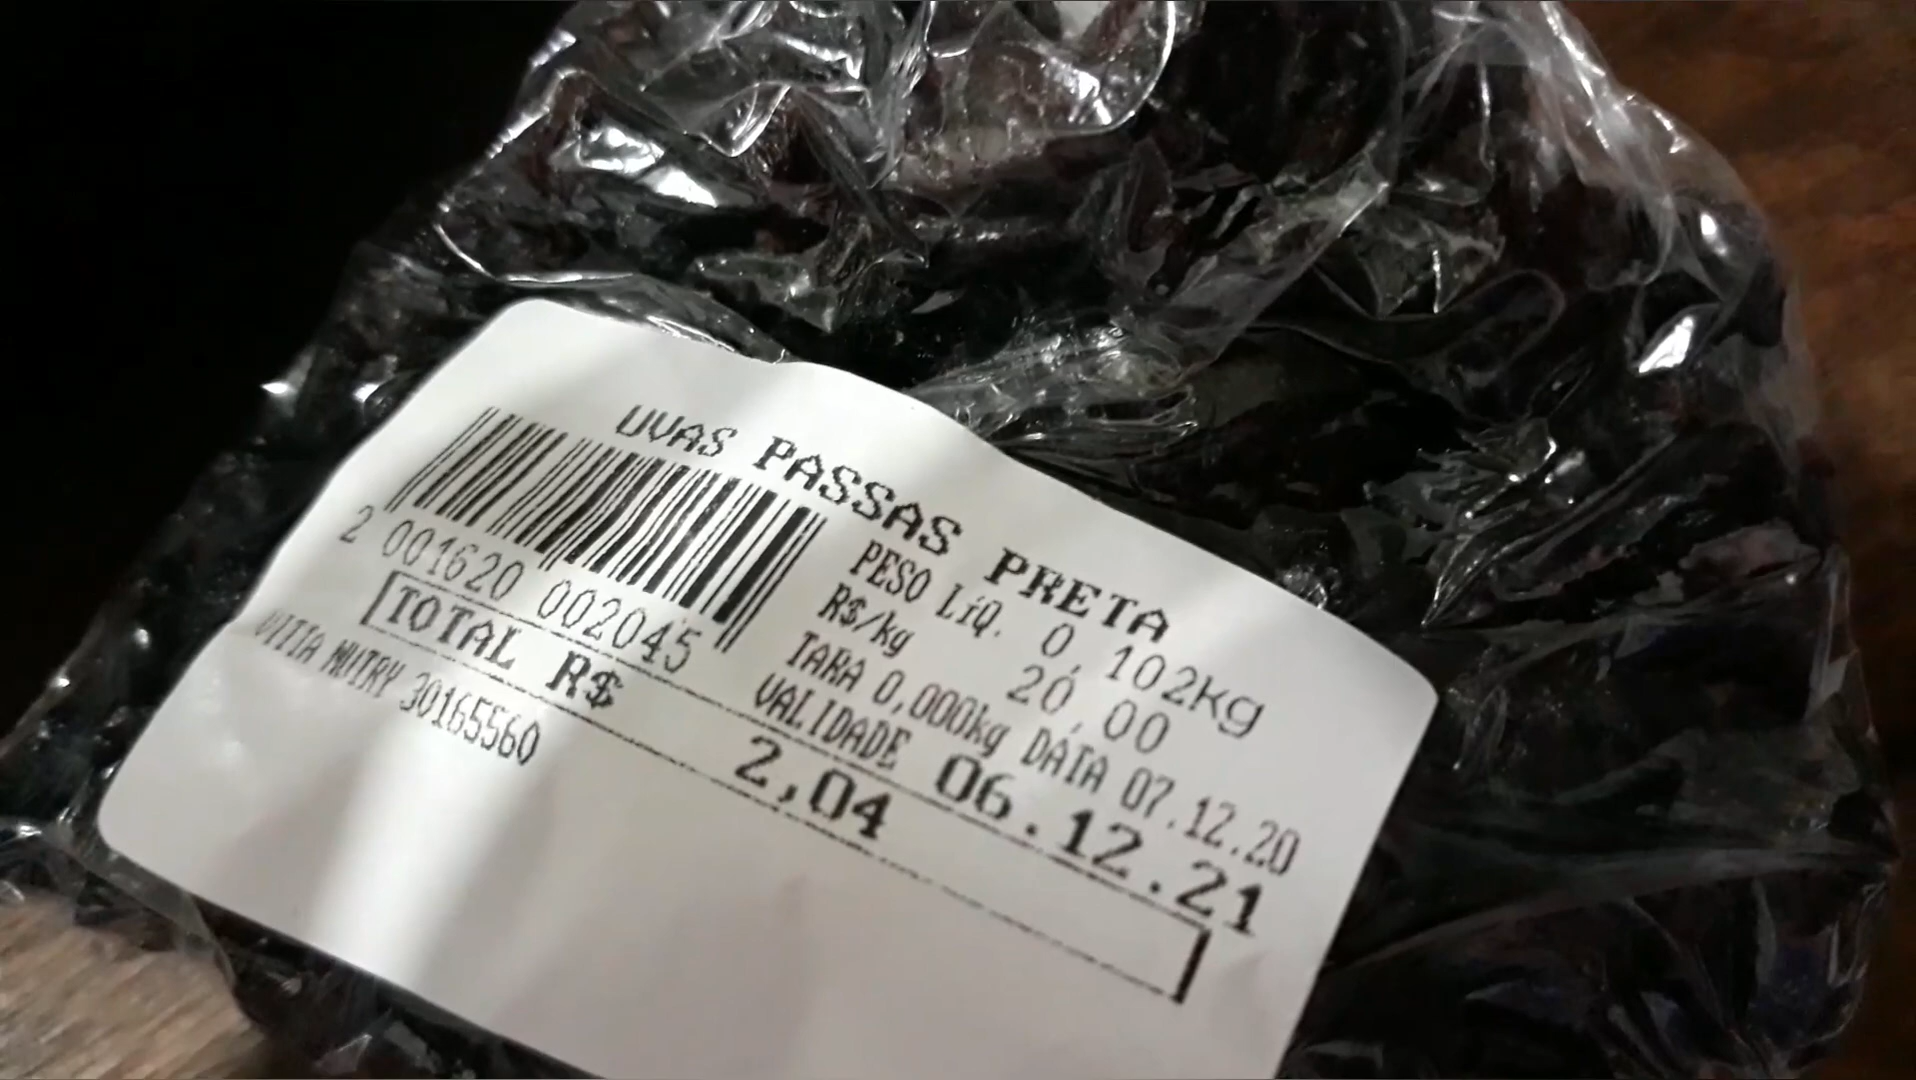 UVAS PASSAS PRETA
2 001620 002045
PESO LíQ. 0,102kg
R$/kg 20,00
TARA 0,000kg DATA 07.12.20
VALIDADE 06.12.21
TOTAL R$ 2,04
VITTA NUTRY 30165560